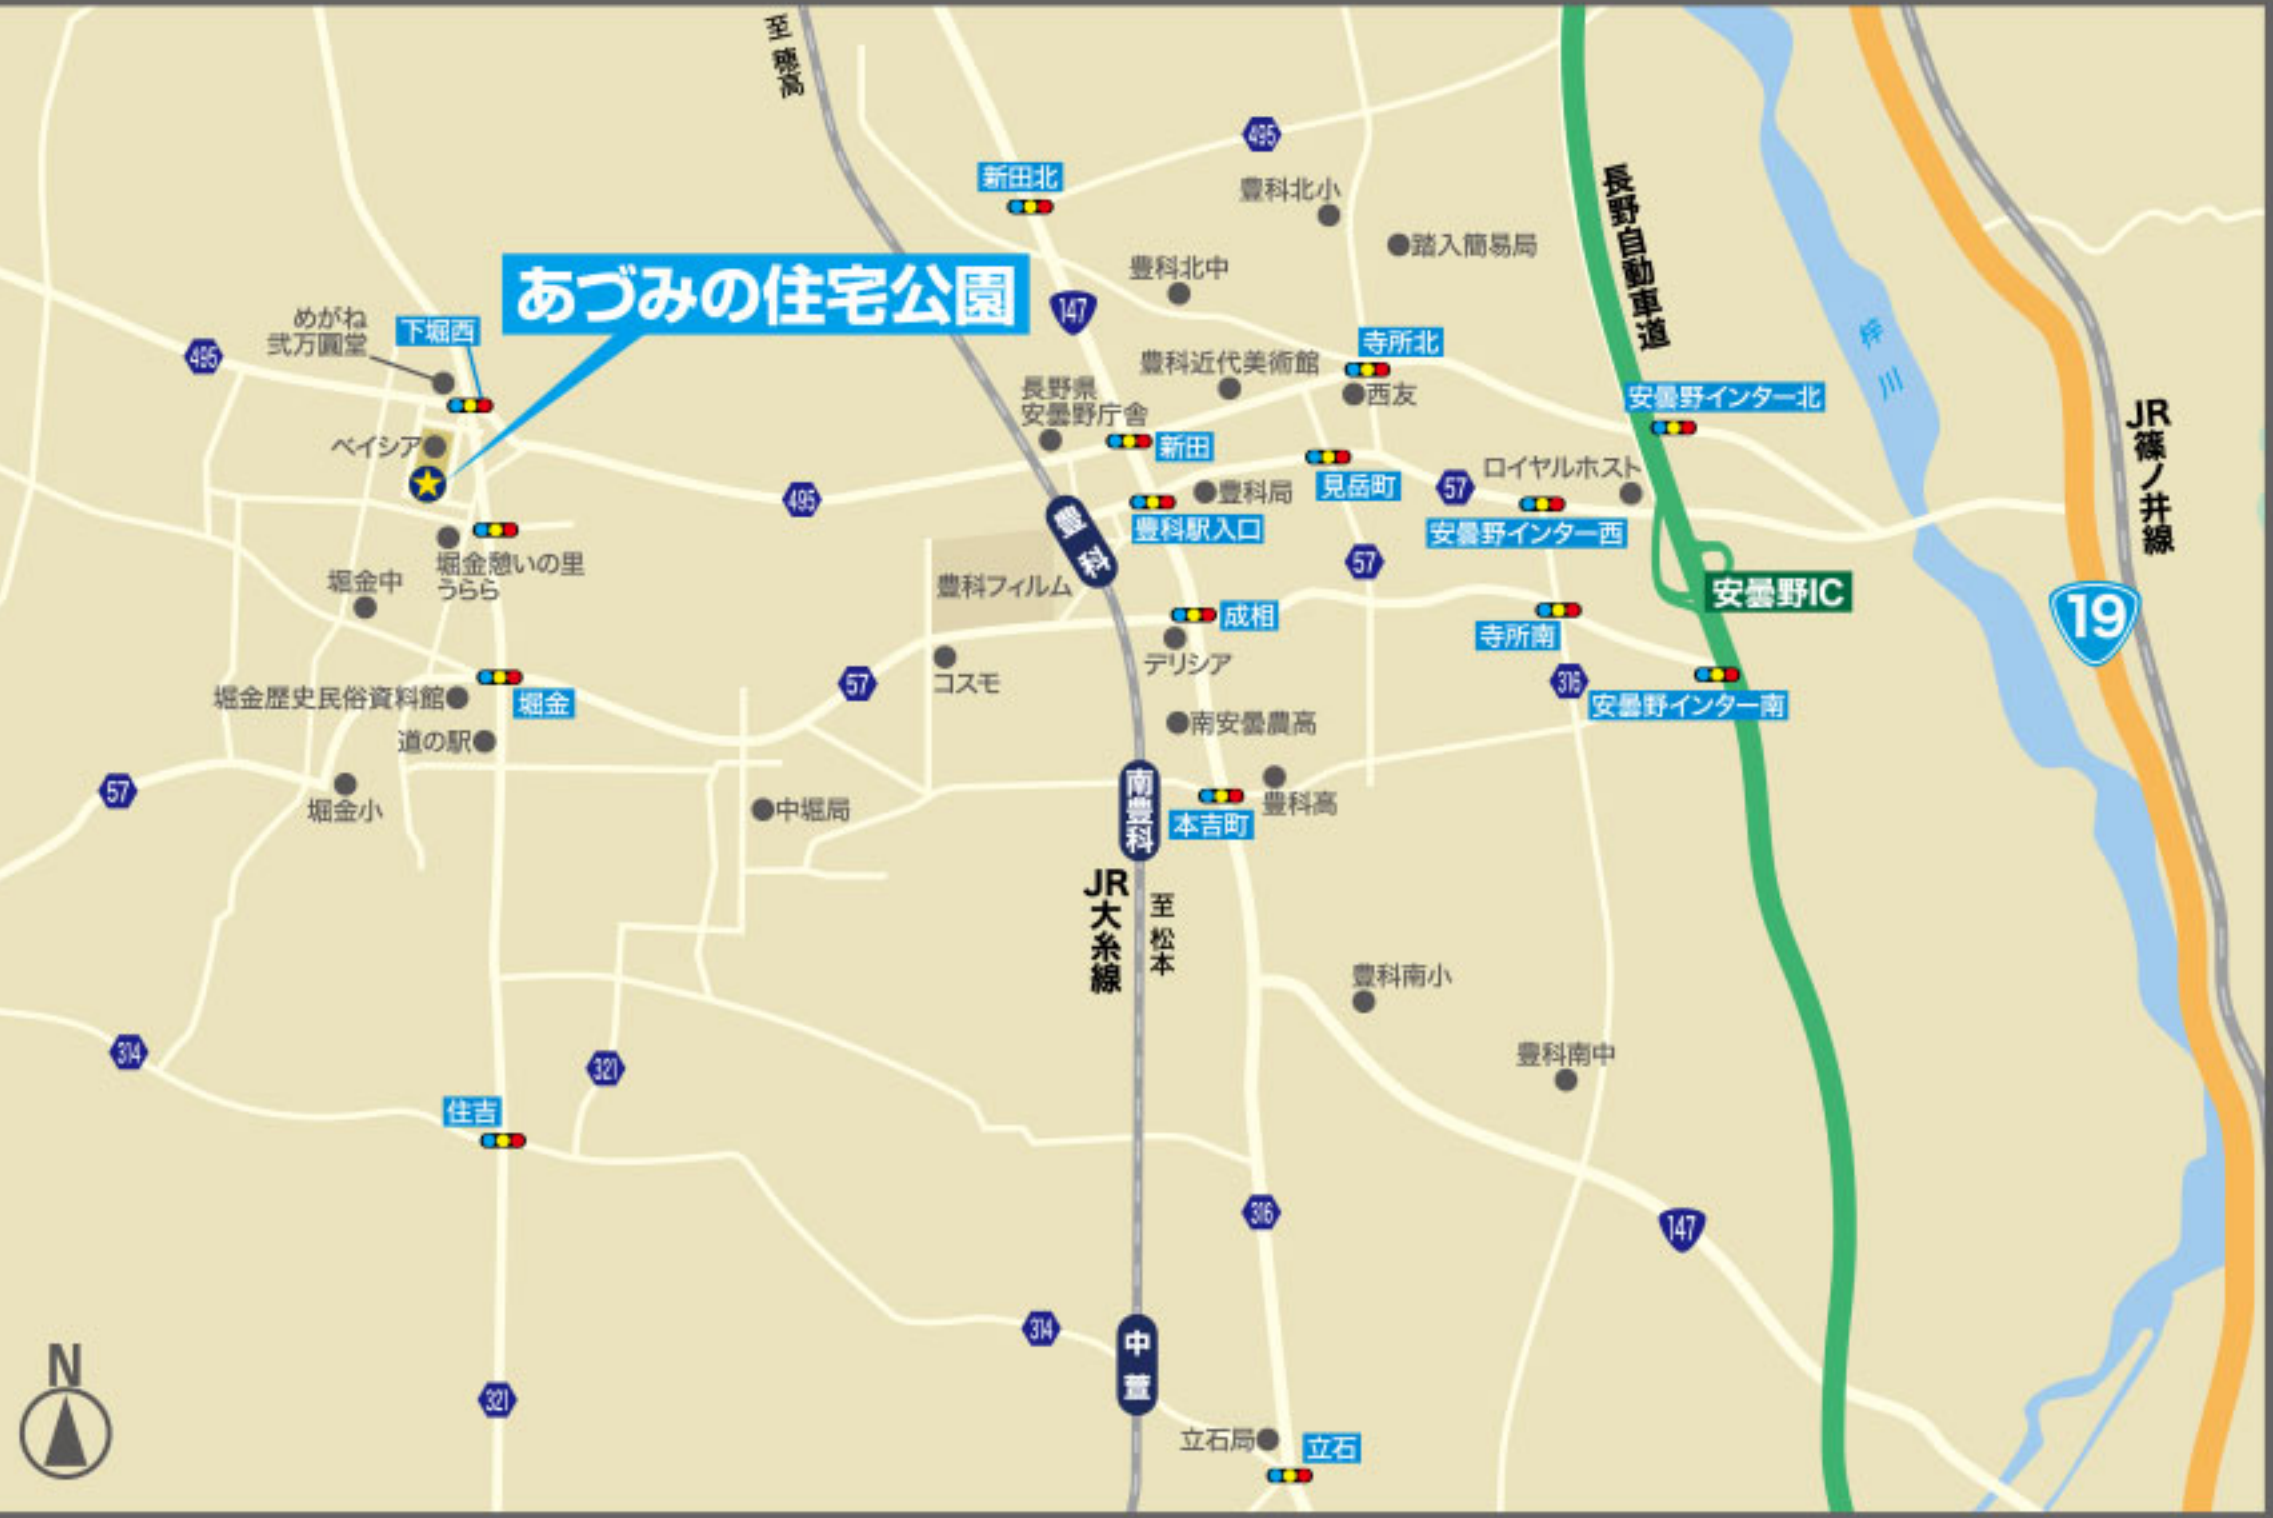 至 穂高
495
新田北
豊科北小
踏入簡易局
長野自動車道
豊科北中
あづみの住宅公園
147
めがね
弐万圓堂
下堀西
495
寺所北
豊科近代美術館
西友
長野県
安曇野庁舎
安曇野インター北
梓川
JR篠ノ井線
ベイシア
新田
見岳町
57
ロイヤルホスト
495
豊科局
豊科駅入口
安曇野インター西
豊科
57
堀金憩いの里
うらら
堀金中
豊科フィルム
安曇野IC
19
成相
寺所南
デリシア
コスモ
57
316
堀金歴史民俗資料館
堀金
安曇野インター南
道の駅
南安曇農高
57
堀金小
中堀局
南豊科
豊科高
本吉町
JR大糸線
至 松本
豊科南小
314
321
豊科南中
住吉
316
147
314
中萱
N
321
立石局
立石